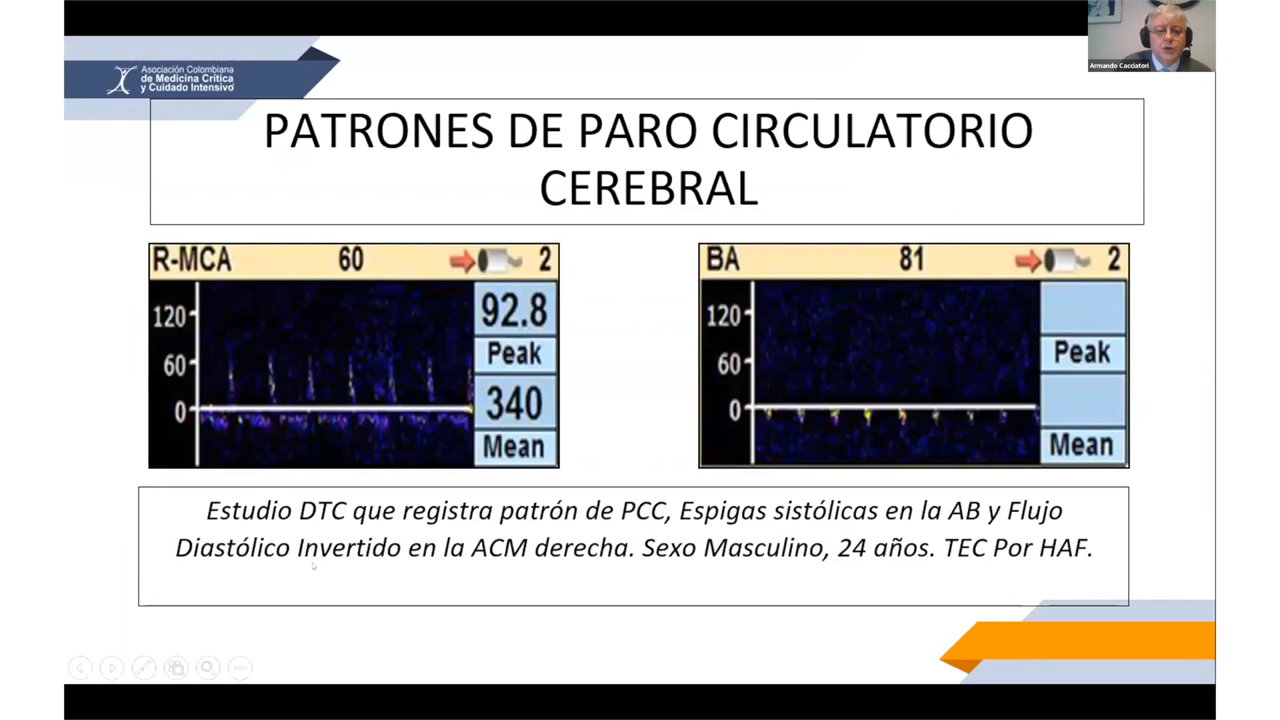 Asociación Colombiana
de Medicina Crítica
y Cuidado Intensivo
Armando Cacciatori
PATRONES DE PARO CIRCULATORIO
CEREBRAL
R-MCA 60 2
120
60
0
92.8
Peak
340
Mean
BA 81 2
120
60
0
Peak
Mean
Estudio DTC que registra patrón de PCC, Espigas sistólicas en la AB y Flujo
Diastólico Invertido en la ACM derecha. Sexo Masculino, 24 años. TEC Por HAF.